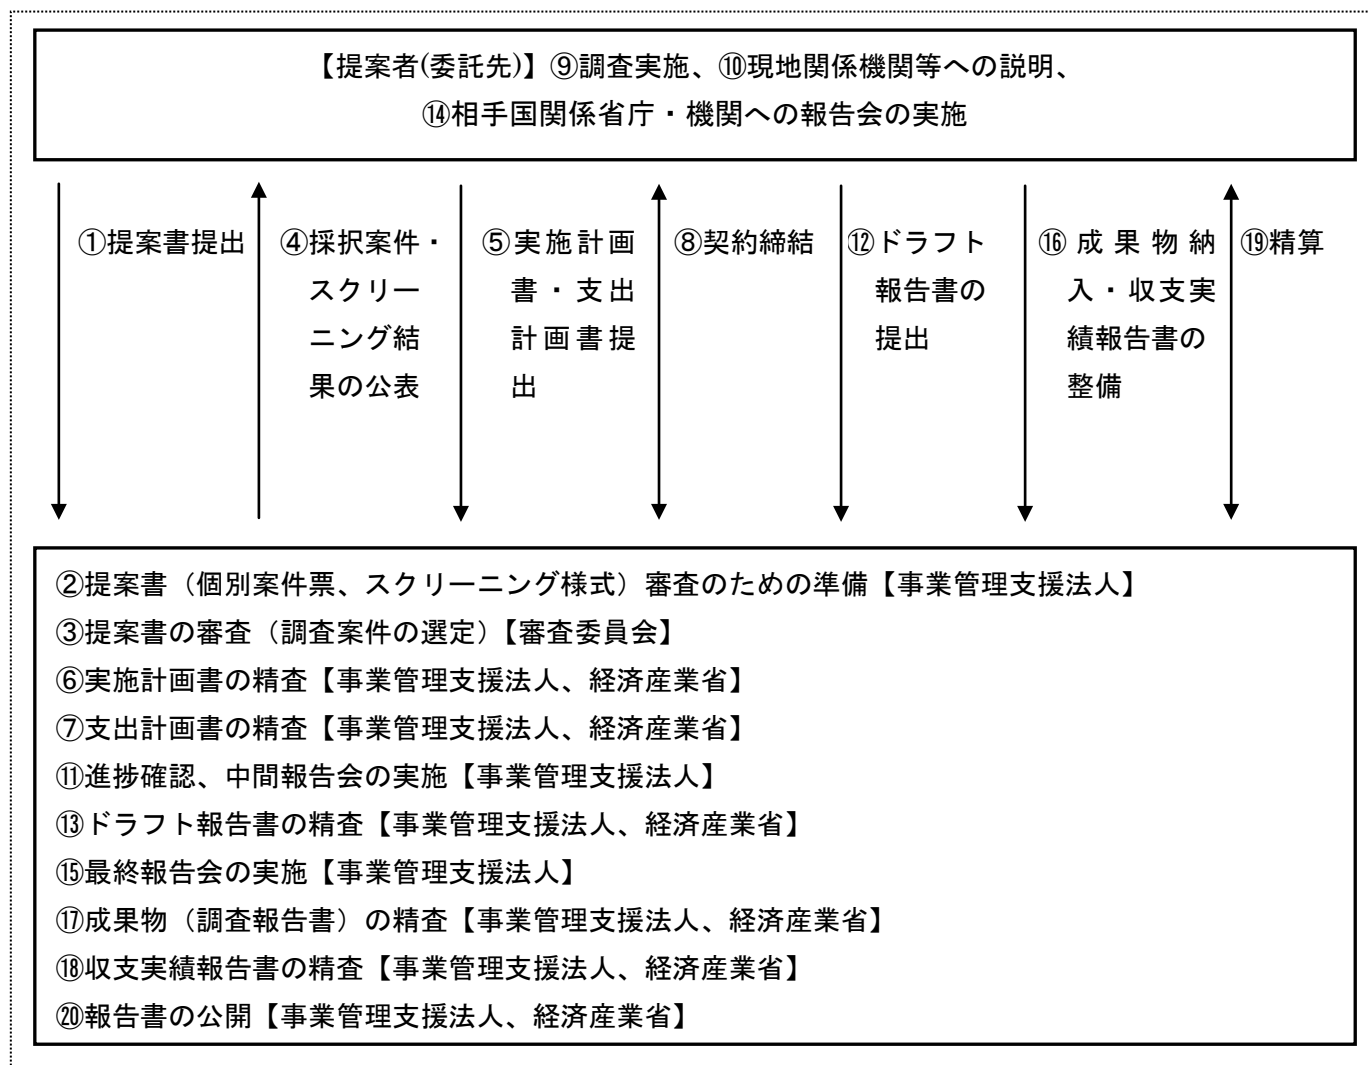 【提案者(委託先)】⑨調査実施、⑩現地関係機関等への説明、
⑭相手国関係省庁・機関への報告会の実施
①提案書提出
④採択案件・
スクリー
ニング結
果の公表
⑤実施計画
書・支出
計画書提
出
⑧契約締結
⑫ドラフト
報告書の
提出
⑯成果物納
入・収支実
績報告書の
整備
⑲精算
②提案書（個別案件票、スクリーニング様式）審査のための準備【事業管理支援法人】
③提案書の審査（調査案件の選定）【審査委員会】
⑥実施計画書の精査【事業管理支援法人、経済産業省】
⑦支出計画書の精査【事業管理支援法人、経済産業省】
⑪進捗確認、中間報告会の実施【事業管理支援法人】
⑬ドラフト報告書の精査【事業管理支援法人、経済産業省】
⑮最終報告会の実施【事業管理支援法人】
⑰成果物（調査報告書）の精査【事業管理支援法人、経済産業省】
⑱収支実績報告書の精査【事業管理支援法人、経済産業省】
⑳報告書の公開【事業管理支援法人、経済産業省】